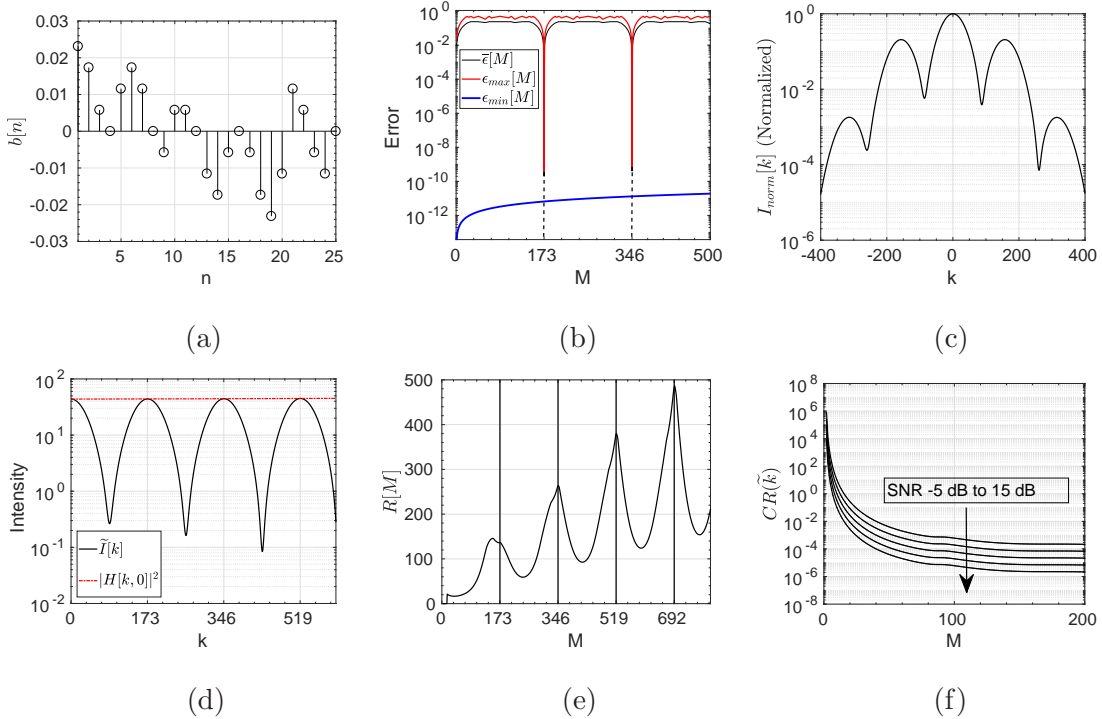 0.03
0.02
0.01
0
-0.01
-0.02
-0.03
b[n]
5 10 15 20 25
n
(a)
10^0
10^-2
10^-4
10^-6
10^-8
10^-10
10^-12
Error
ϵ̅[M]
ϵ_max[M]
ϵ_min[M]
0 173 346 500
M
(b)
10^0
10^-2
10^-4
10^-6
I_norm[k] (Normalized)
-400 -200 0 200 400
k
(c)
10^2
10^1
10^0
10^-1
10^-2
Intensity
Ĩ[k]
|H[k, 0]|^2
0 173 346 519
k
(d)
500
400
300
200
100
0
R[M]
173 346 519 692
M
(e)
10^8
10^6
10^4
10^2
10^0
10^-2
10^-4
10^-6
10^-8
CR(k̃)
SNR -5 dB to 15 dB
0 100 200
M
(f)